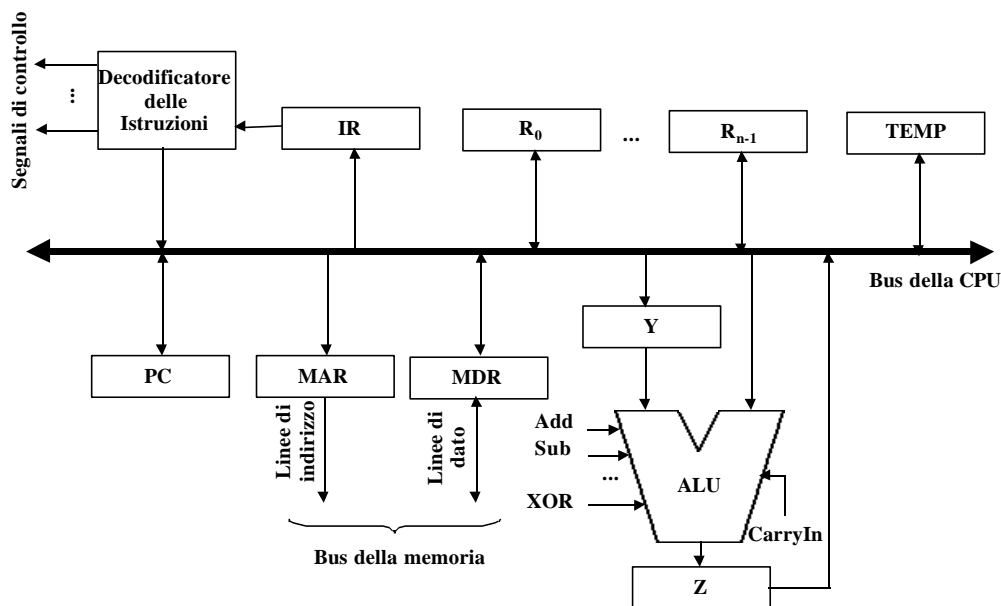 Segnali di controllo
...
Decodificatore
delle
Istruzioni
IR
R0
...
Rn-1
TEMP
Bus della CPU
Y
PC
MAR
MDR
Linee di
indirizzo
Linee di
dato
Add
Sub
...
XOR
ALU
CarryIn
Bus della memoria
Z